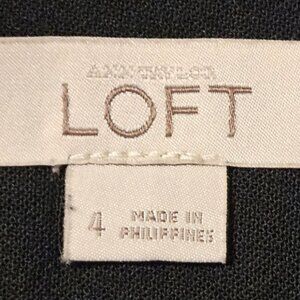 ANN TAYLOR
LOFT
4
MADE IN
PHILIPPINES